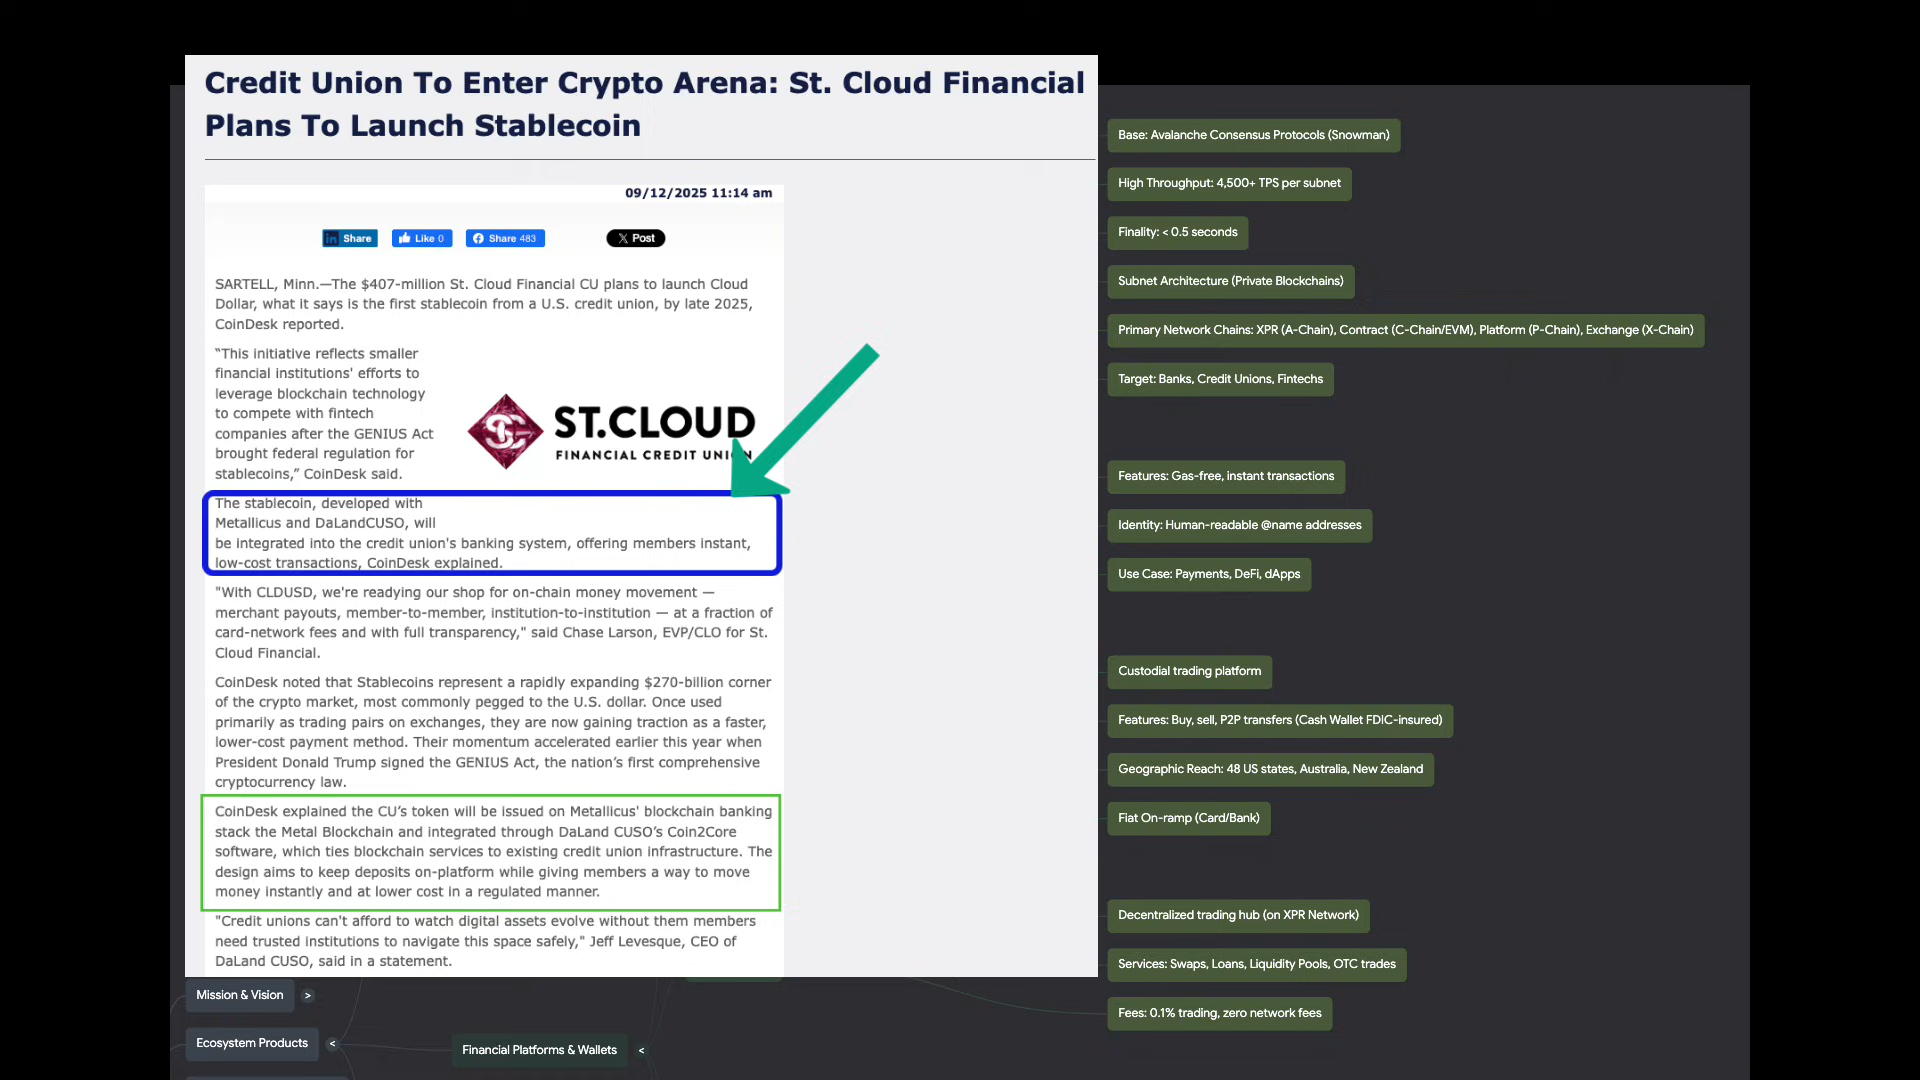 Credit Union To Enter Crypto Arena: St. Cloud Financial
Plans To Launch Stablecoin
09/12/2025 11:14 am
in Share
Like 0
Share 483
X Post
SARTELL, Minn.—The $407-million St. Cloud Financial CU plans to launch Cloud
Dollar, what it says is the first stablecoin from a U.S. credit union, by late 2025,
CoinDesk reported.
“This initiative reflects smaller
financial institutions' efforts to
leverage blockchain technology
to compete with fintech
companies after the GENIUS Act
brought federal regulation for
stablecoins,” CoinDesk said.
SC
ST.CLOUD
FINANCIAL CREDIT UNION
The stablecoin, developed with
Metallicus and DaLandCUSO, will
be integrated into the credit union's banking system, offering members instant,
low-cost transactions, CoinDesk explained.
"With CLDUSD, we're readying our shop for on-chain money movement —
merchant payouts, member-to-member, institution-to-institution — at a fraction of
card-network fees and with full transparency," said Chase Larson, EVP/CLO for St.
Cloud Financial.
CoinDesk noted that Stablecoins represent a rapidly expanding $270-billion corner
of the crypto market, most commonly pegged to the U.S. dollar. Once used
primarily as trading pairs on exchanges, they are now gaining traction as a faster,
lower-cost payment method. Their momentum accelerated earlier this year when
President Donald Trump signed the GENIUS Act, the nation’s first comprehensive
cryptocurrency law.
CoinDesk explained the CU’s token will be issued on Metallicus' blockchain banking
stack the Metal Blockchain and integrated through DaLand CUSO’s Coin2Core
software, which ties blockchain services to existing credit union infrastructure. The
design aims to keep deposits on-platform while giving members a way to move
money instantly and at lower cost in a regulated manner.
"Credit unions can't afford to watch digital assets evolve without them members
need trusted institutions to navigate this space safely," Jeff Levesque, CEO of
DaLand CUSO, said in a statement.
Mission & Vision >
Ecosystem Products <
Financial Platforms & Wallets <
Base: Avalanche Consensus Protocols (Snowman)
High Throughput: 4,500+ TPS per subnet
Finality: < 0.5 seconds
Subnet Architecture (Private Blockchains)
Primary Network Chains: XPR (A-Chain), Contract (C-Chain/EVM), Platform (P-Chain), Exchange (X-Chain)
Target: Banks, Credit Unions, Fintechs
Features: Gas-free, instant transactions
Identity: Human-readable @name addresses
Use Case: Payments, DeFi, dApps
Custodial trading platform
Features: Buy, sell, P2P transfers (Cash Wallet FDIC-insured)
Geographic Reach: 48 US states, Australia, New Zealand
Fiat On-ramp (Card/Bank)
Decentralized trading hub (on XPR Network)
Services: Swaps, Loans, Liquidity Pools, OTC trades
Fees: 0.1% trading, zero network fees